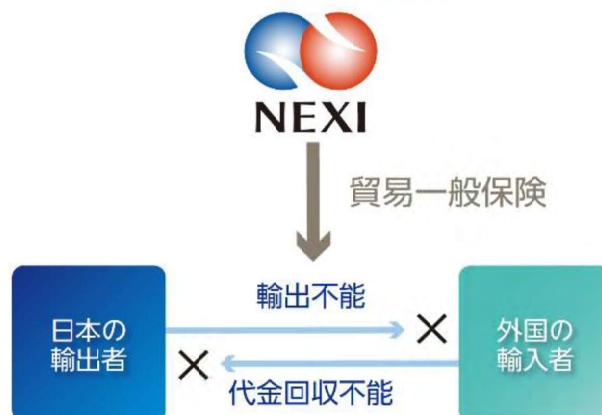 NEXI
貿易一般保険
輸出不能
日本の
輸出者
外国の
輸入者
代金回収不能